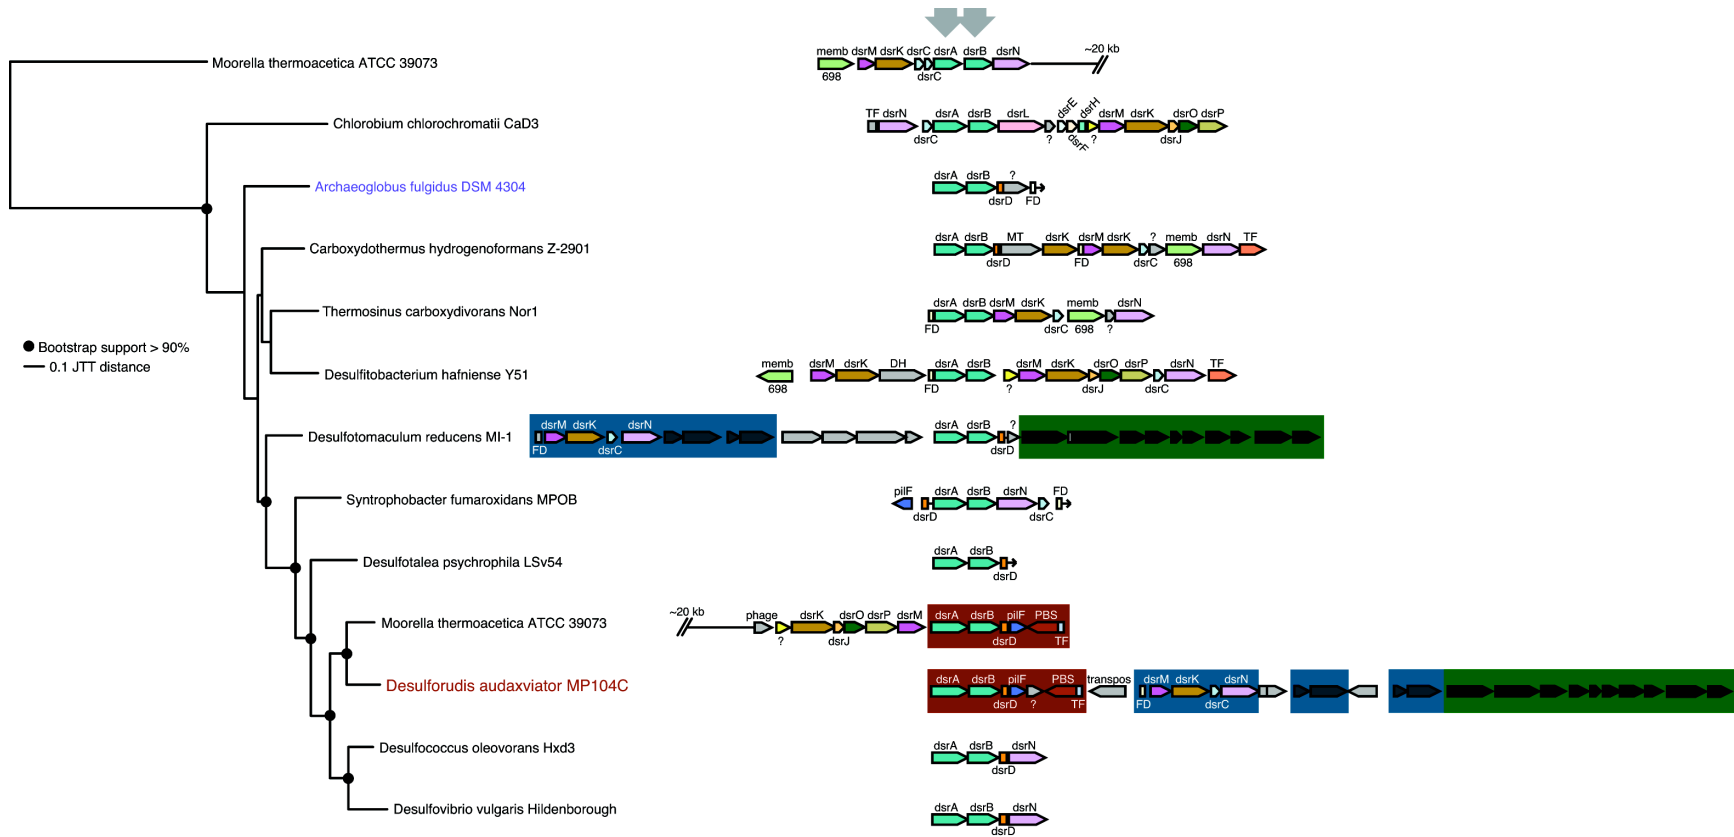 Moorella thermoacetica ATCC 39073
memb dsrM dsrK dsrC dsrA dsrB dsrN ~20 kb
698 dsrC
Chlorobium chlorochromatii CaD3
TF dsrN dsrA dsrB dsrL dsrE dsrH dsrM dsrK dsrO dsrP
dsrC ? dsrF ? dsrJ
Archaeoglobus fulgidus DSM 4304
dsrA dsrB ?
dsrD FD
Carboxydothermus hydrogenoformans Z-2901
dsrA dsrB MT dsrK dsrM dsrK ? memb dsrN TF
dsrD FD dsrC 698
Thermosinus carboxydivorans Nor1
dsrA dsrB dsrM dsrK memb dsrN
FD dsrC 698 ?
Bootstrap support > 90%
0.1 JTT distance
Desulfitobacterium hafniense Y51
memb dsrM dsrK DH dsrA dsrB dsrM dsrK dsrO dsrP dsrN TF
698 FD ? dsrJ dsrC
Desulfotomaculum reducens MI-1
dsrM dsrK dsrN dsrA dsrB ?
FD dsrC dsrD
Syntrophobacter fumaroxidans MPOB
pilF dsrA dsrB dsrN FD
dsrD dsrC
Desulfotalea psychrophila LSv54
dsrA dsrB
dsrD
Moorella thermoacetica ATCC 39073
~20 kb phage dsrK dsrO dsrP dsrM dsrA dsrB pilF PBS
? dsrJ dsrD TF
Desulforudis audaxviator MP104C
dsrA dsrB pilF PBS transpos dsrM dsrK dsrN
dsrD ? TF FD dsrC
Desulfococcus oleovorans Hxd3
dsrA dsrB dsrN
dsrD
Desulfovibrio vulgaris Hildenborough
dsrA dsrB dsrN
dsrD